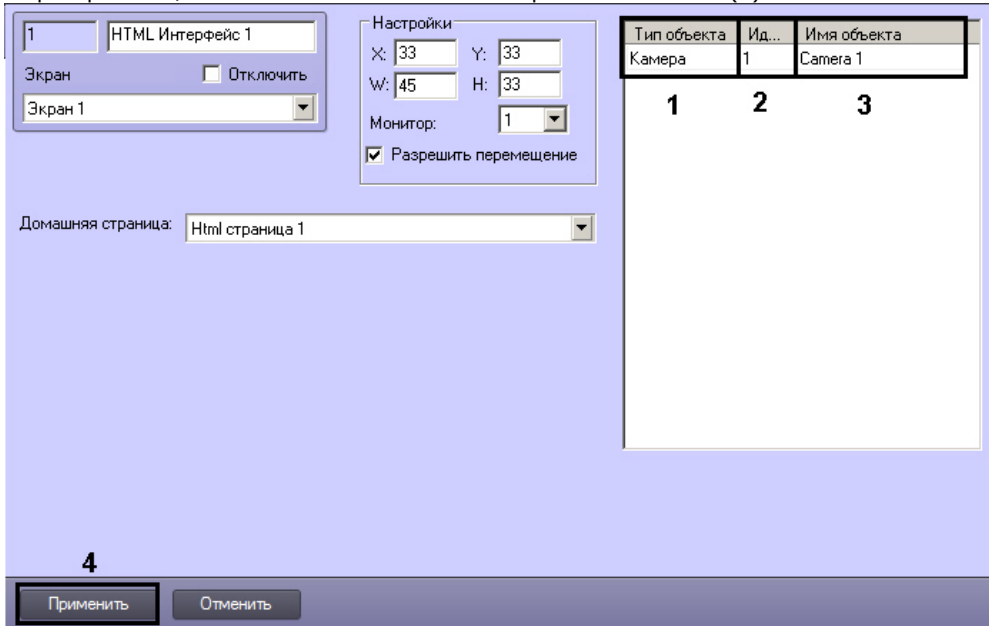 1
HTML Интерфейс 1
Экран
Отключить
Экран 1
Настройки
X: 33 Y: 33
W: 45 H: 33
Монитор: 1
Разрешить перемещение
Домашняя страница: Html страница 1
Тип объекта Ид... Имя объекта
Камера 1 Camera 1
1 2 3
4
Применить Отменить